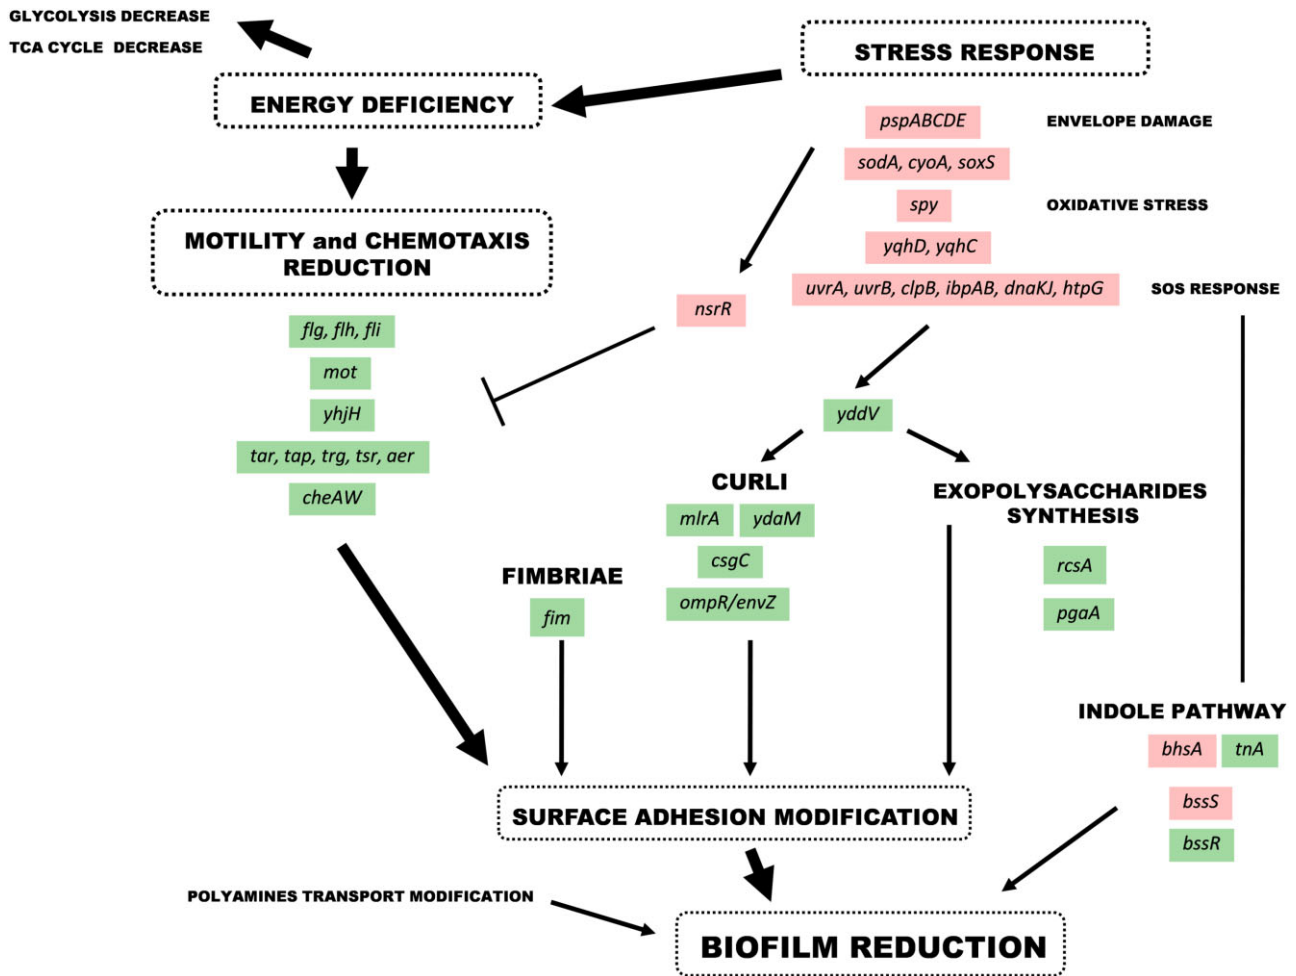 GLYCOLYSIS DECREASE
TCA CYCLE DECREASE
STRESS RESPONSE
ENERGY DEFICIENCY
pspABCDE
ENVELOPE DAMAGE
sodA, cyoA, soxS
spy
OXIDATIVE STRESS
MOTILITY and CHEMOTAXIS
REDUCTION
yqhD, yqhC
uvrA, uvrB, clpB, ibpAB, dnaKJ, htpG
SOS RESPONSE
nsrR
flg, flh, fli
mot
yhjH
tar, tap, trg, tsr, aer
cheAW
yddV
CURLI
mlrA
ydaM
csgC
ompR/envZ
EXOPOLYSACCHARIDES
SYNTHESIS
rcsA
pgaA
FIMBRIAE
fim
INDOLE PATHWAY
bhsA
tnA
bssS
bssR
SURFACE ADHESION MODIFICATION
POLYAMINES TRANSPORT MODIFICATION
BIOFILM REDUCTION